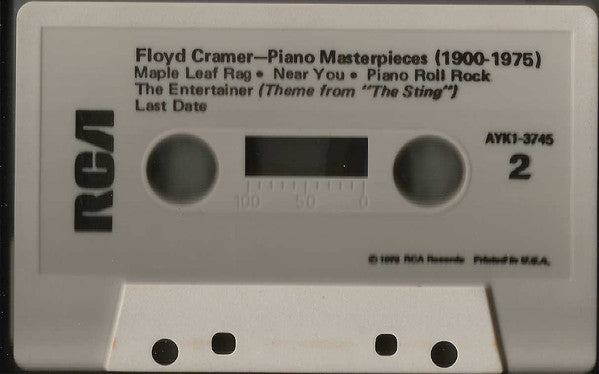 Floyd Cramer—Piano Masterpieces (1900-1975)
Maple Leaf Rag • Near You • Piano Roll Rock
The Entertainer (Theme from "The Sting")
Last Date
RCA
AYK1-3745
2
100 50 0
RCA Records Printed in U.S.A.